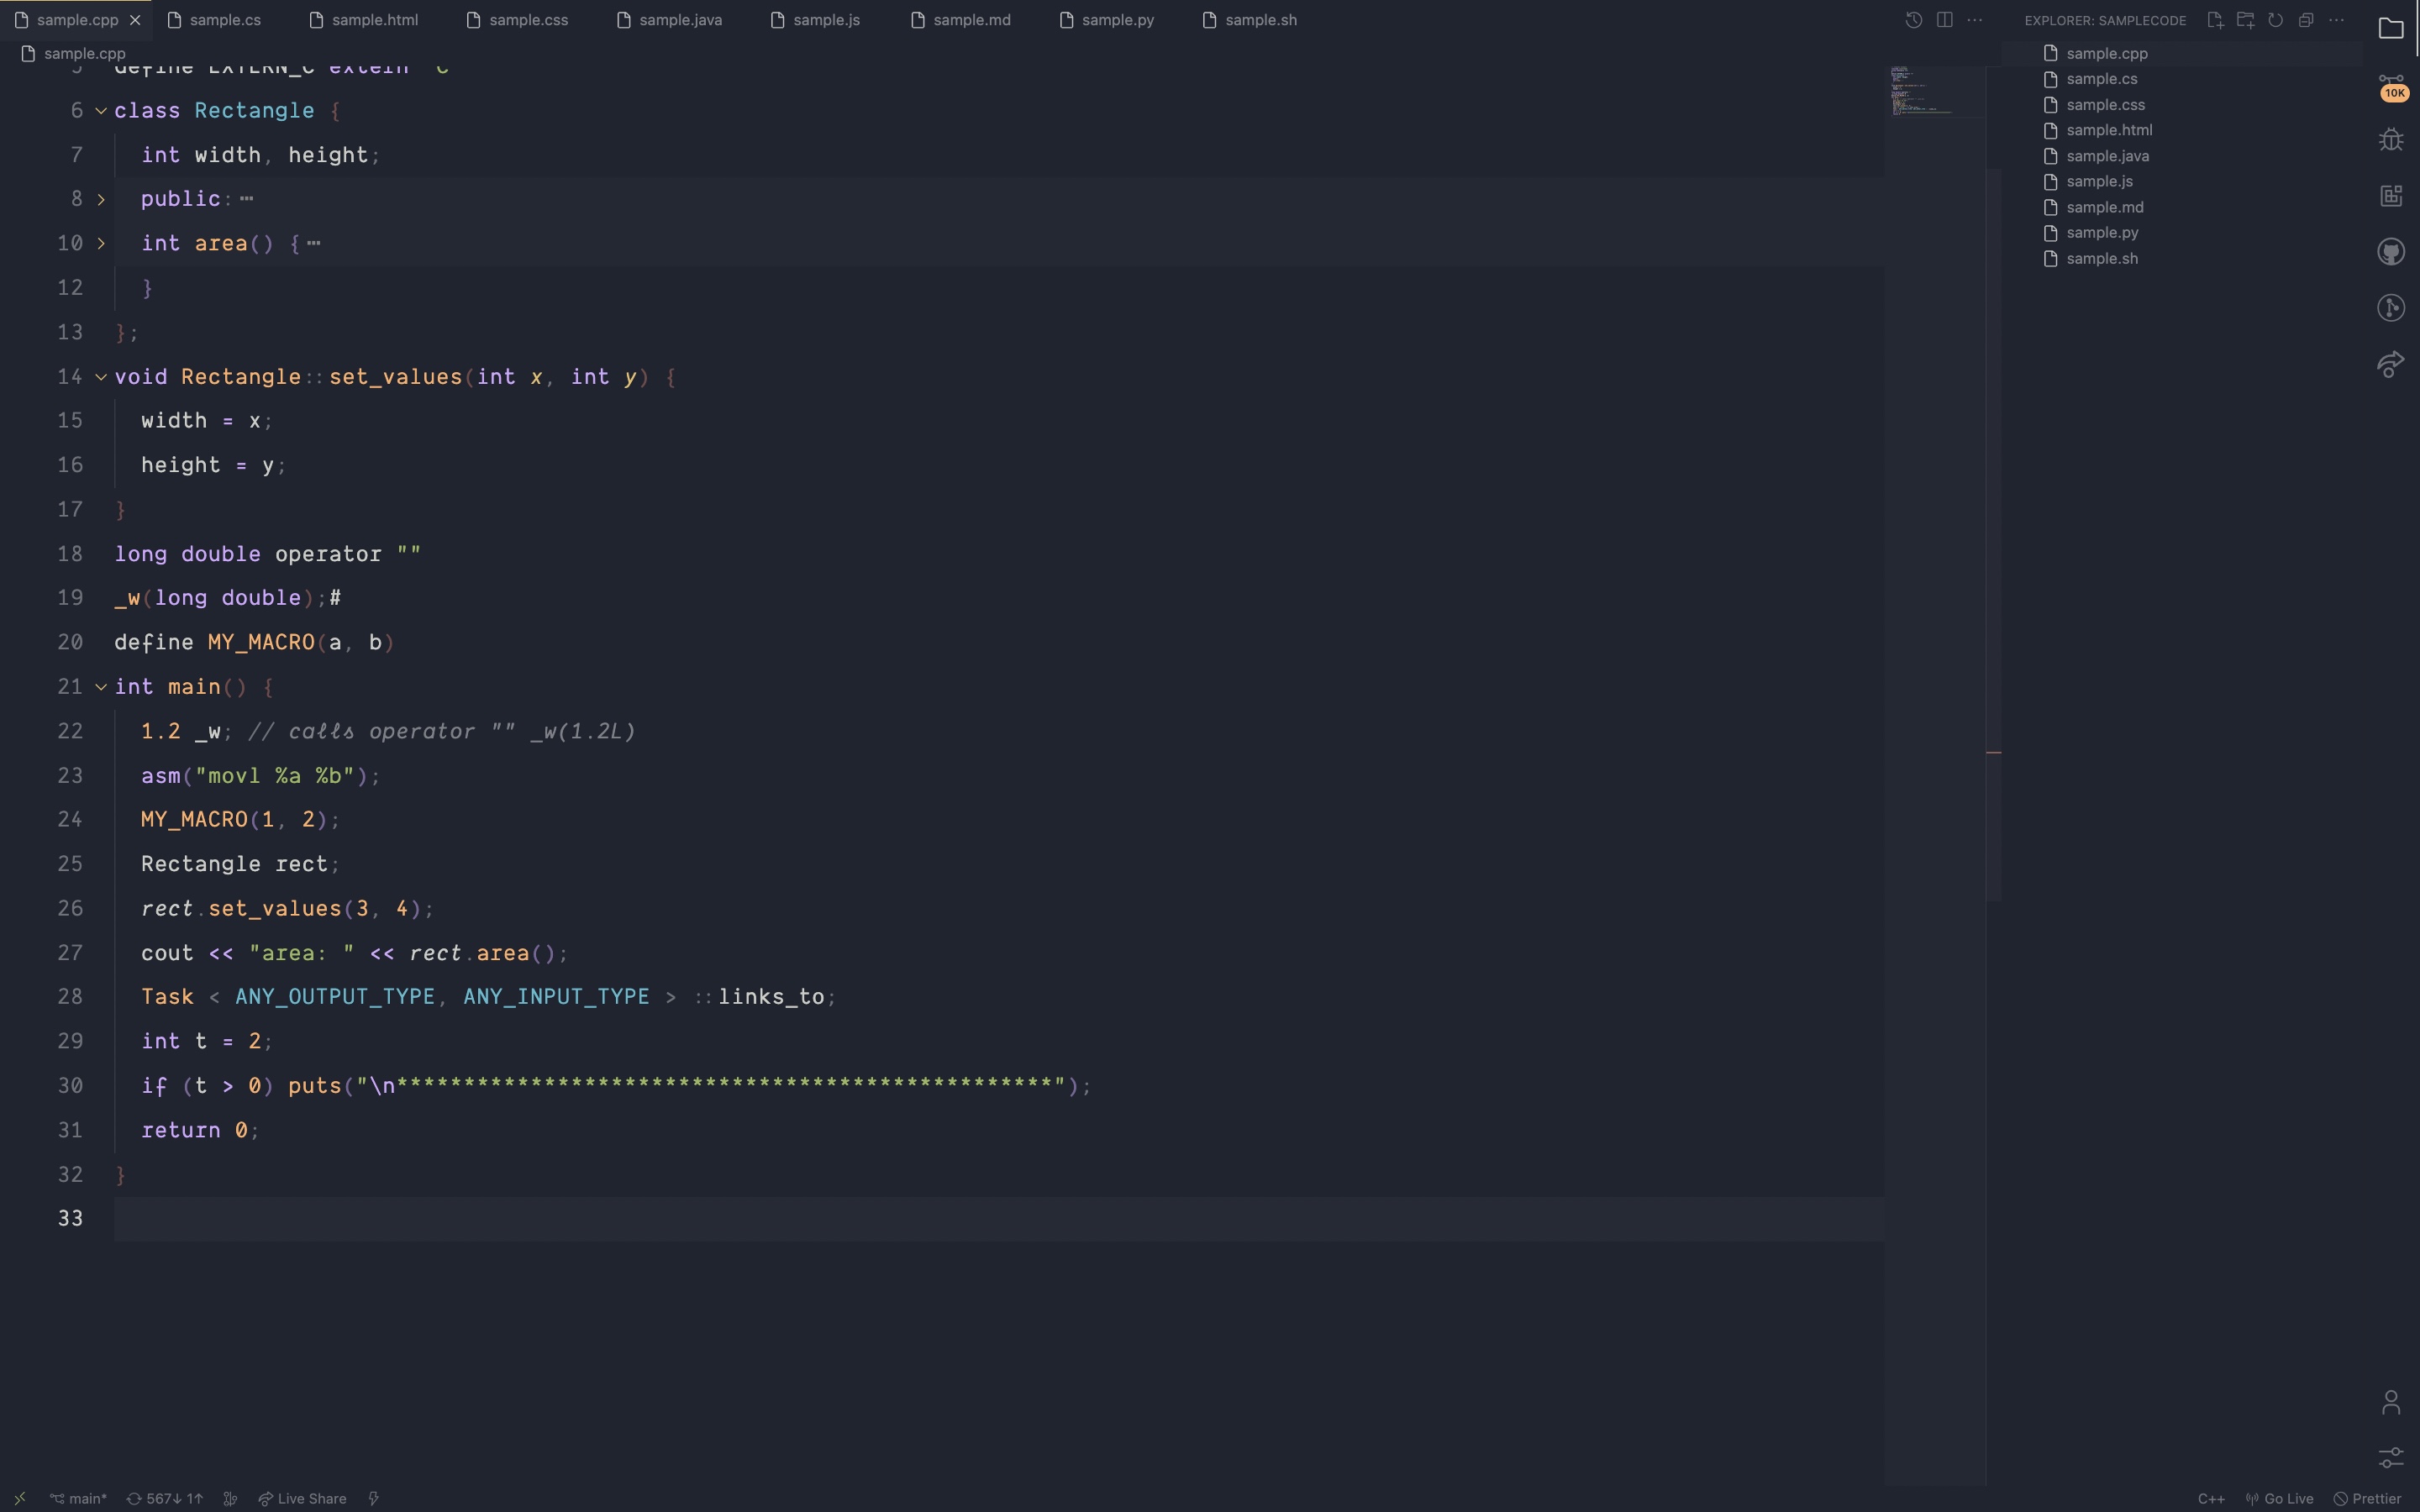 sample.cpp sample.cs sample.html sample.css sample.java sample.js sample.md sample.py sample.sh
EXPLORER: SAMPLECODE
sample.cpp
define EXTERN_C extein "C"
6 class Rectangle {
7 int width, height;
8 public: ⋯
10 int area() { ⋯
12 }
13 };
14 void Rectangle::set_values(int x, int y) {
15 width = x;
16 height = y;
17 }
18 long double operator ""
19 _w(long double);#
20 define MY_MACRO(a, b)
21 int main() {
22 1.2 _w; // calls operator "" _w(1.2L)
23 asm("movl %a %b");
24 MY_MACRO(1, 2);
25 Rectangle rect;
26 rect.set_values(3, 4);
27 cout << "area: " << rect.area();
28 Task < ANY_OUTPUT_TYPE, ANY_INPUT_TYPE > ::links_to;
29 int t = 2;
30 if (t > 0) puts("\n*************************************************");
31 return 0;
32 }
33
sample.cpp
sample.cs
sample.css
sample.html
sample.java
sample.js
sample.md
sample.py
sample.sh
10K
main* 567↓ 1↑ Live Share
C++ Go Live Prettier